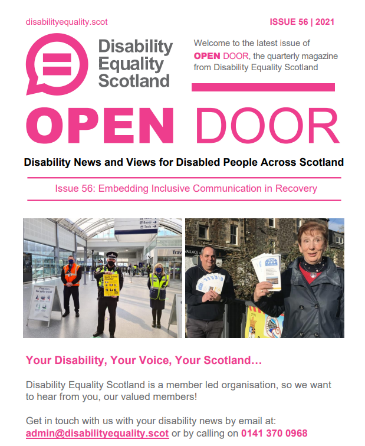 disabilityequality.scot
ISSUE 56 | 2021
Disability
Equality
Scotland
Welcome to the latest issue of
OPEN DOOR, the quarterly magazine
from Disability Equality Scotland
OPEN DOOR
Disability News and Views for Disabled People Across Scotland
Issue 56: Embedding Inclusive Communication in Recovery
Your Disability, Your Voice, Your Scotland…
Disability Equality Scotland is a member led organisation, so we want
to hear from you, our valued members!
Get in touch with us with your disability news by email at:
admin@disabilityequality.scot or by calling on 0141 370 0968